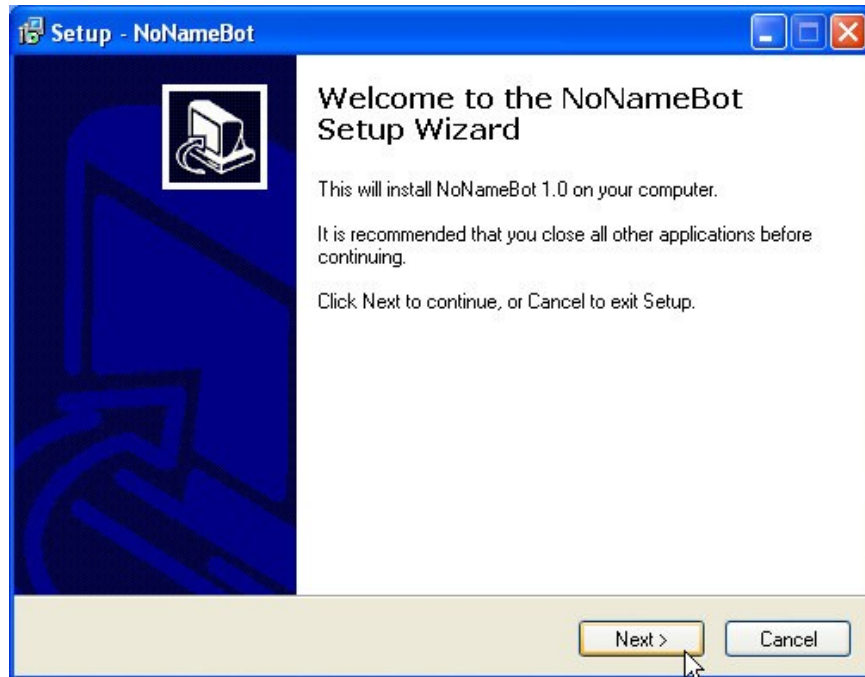 Setup - NoNameBot
Welcome to the NoNameBot
Setup Wizard
This will install NoNameBot 1.0 on your computer.
It is recommended that you close all other applications before
continuing.
Click Next to continue, or Cancel to exit Setup.
Next >
Cancel